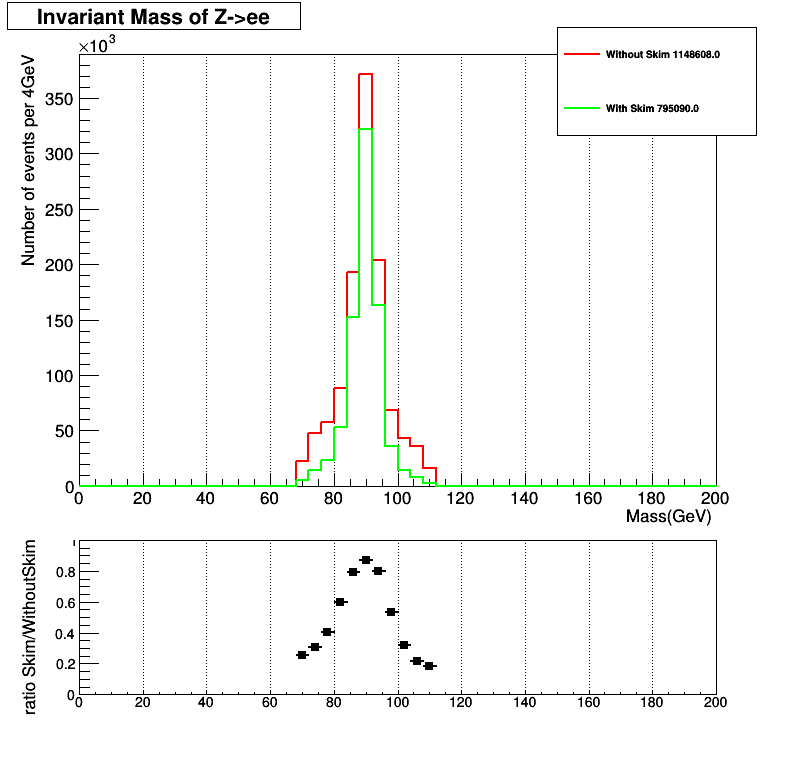 Invariant Mass of Z->ee
×10³
Number of events per 4GeV
Without Skim 1148608.0
With Skim 795090.0
350
300
250
200
150
100
50
0
0 20 40 60 80 100 120 140 160 180 200
Mass(GeV)
ratio Skim/WithoutSkim
1
0.8
0.6
0.4
0.2
0
0 20 40 60 80 100 120 140 160 180 200